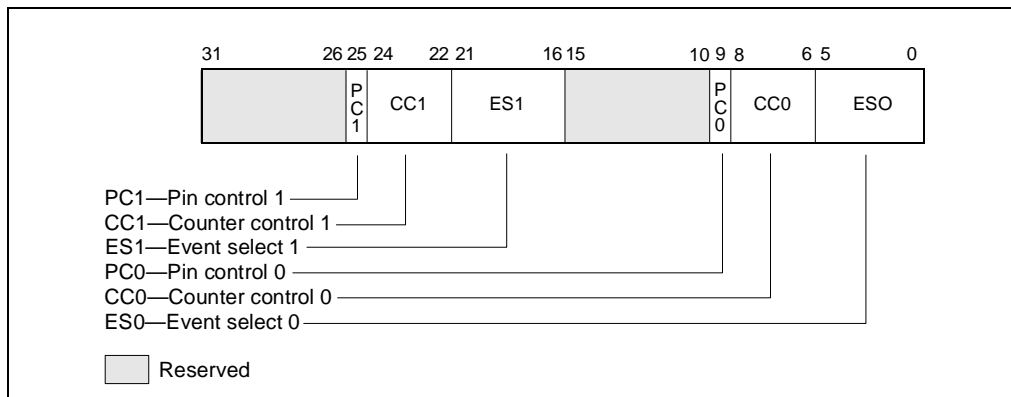 31 26 25 24 22 21 16 15 10 9 8 6 5 0
PC1 CC1 ES1 PC0 CC0 ESO
PC1—Pin control 1
CC1—Counter control 1
ES1—Event select 1
PC0—Pin control 0
CC0—Counter control 0
ES0—Event select 0
Reserved